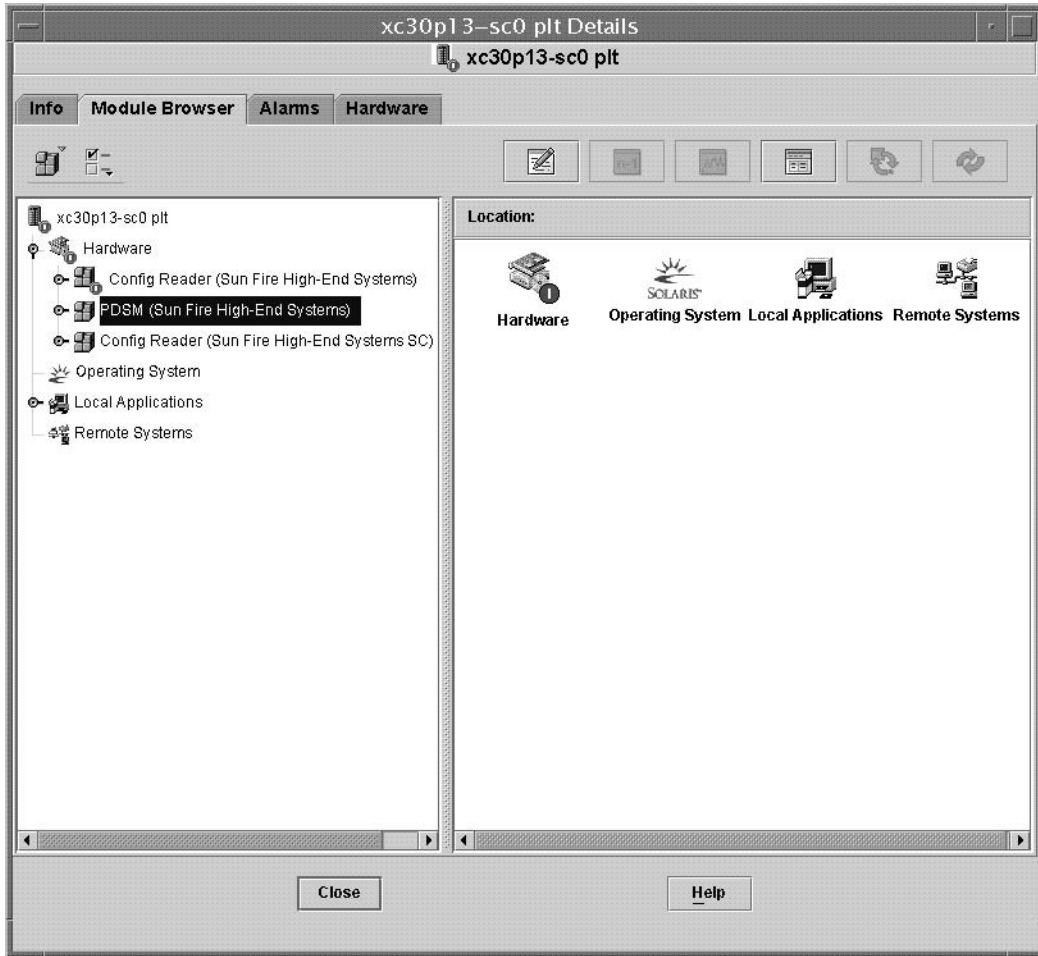 xc30p13–sc0 plt Details
xc30p13-sc0 plt
Info Module Browser Alarms Hardware
xc30p13-sc0 plt
Hardware
Config Reader (Sun Fire High-End Systems)
PDSM (Sun Fire High-End Systems)
Config Reader (Sun Fire High-End Systems SC)
Operating System
Local Applications
Remote Systems
Location:
SOLARIS
Hardware Operating System Local Applications Remote Systems
Close Help